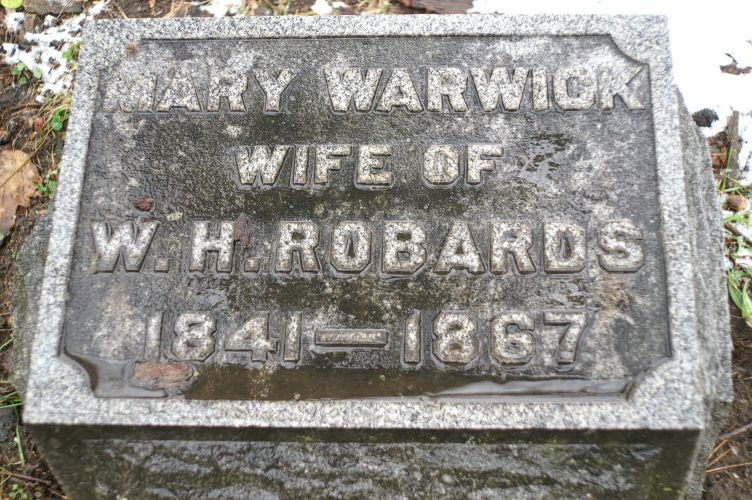 MARY WARWICK
WIFE OF
W. H. ROBARDS
1841—1867